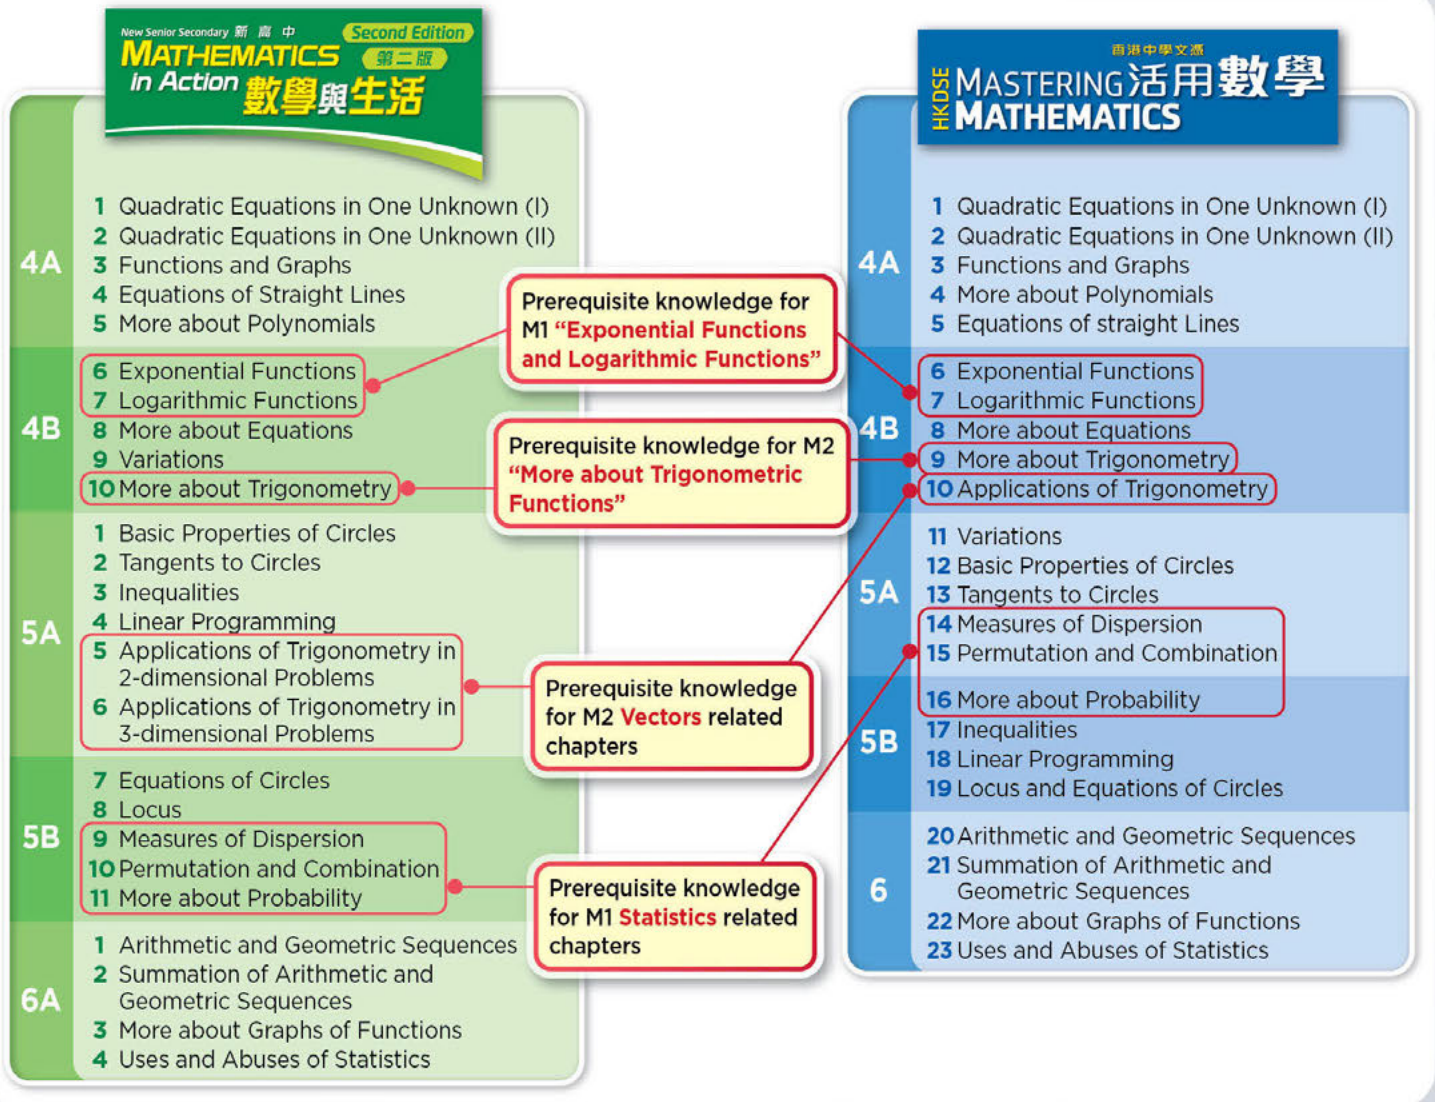 New Senior Secondary 新高中
Second Edition
MATHEMATICS
第二版
in Action 數學與生活
4A
1 Quadratic Equations in One Unknown (I)
2 Quadratic Equations in One Unknown (II)
3 Functions and Graphs
4 Equations of Straight Lines
5 More about Polynomials
4B
6 Exponential Functions
7 Logarithmic Functions
8 More about Equations
9 Variations
10 More about Trigonometry
5A
1 Basic Properties of Circles
2 Tangents to Circles
3 Inequalities
4 Linear Programming
5 Applications of Trigonometry in
2-dimensional Problems
6 Applications of Trigonometry in
3-dimensional Problems
5B
7 Equations of Circles
8 Locus
9 Measures of Dispersion
10 Permutation and Combination
11 More about Probability
6A
1 Arithmetic and Geometric Sequences
2 Summation of Arithmetic and
Geometric Sequences
3 More about Graphs of Functions
4 Uses and Abuses of Statistics
Prerequisite knowledge for
M1 “Exponential Functions
and Logarithmic Functions”
Prerequisite knowledge for M2
“More about Trigonometric
Functions”
Prerequisite knowledge
for M2 Vectors related
chapters
Prerequisite knowledge
for M1 Statistics related
chapters
香港中學文憑
HKDSE
MASTERING 活用數學
MATHEMATICS
4A
1 Quadratic Equations in One Unknown (I)
2 Quadratic Equations in One Unknown (II)
3 Functions and Graphs
4 More about Polynomials
5 Equations of straight Lines
4B
6 Exponential Functions
7 Logarithmic Functions
8 More about Equations
9 More about Trigonometry
10 Applications of Trigonometry
5A
11 Variations
12 Basic Properties of Circles
13 Tangents to Circles
14 Measures of Dispersion
15 Permutation and Combination
5B
16 More about Probability
17 Inequalities
18 Linear Programming
19 Locus and Equations of Circles
6
20 Arithmetic and Geometric Sequences
21 Summation of Arithmetic and
Geometric Sequences
22 More about Graphs of Functions
23 Uses and Abuses of Statistics